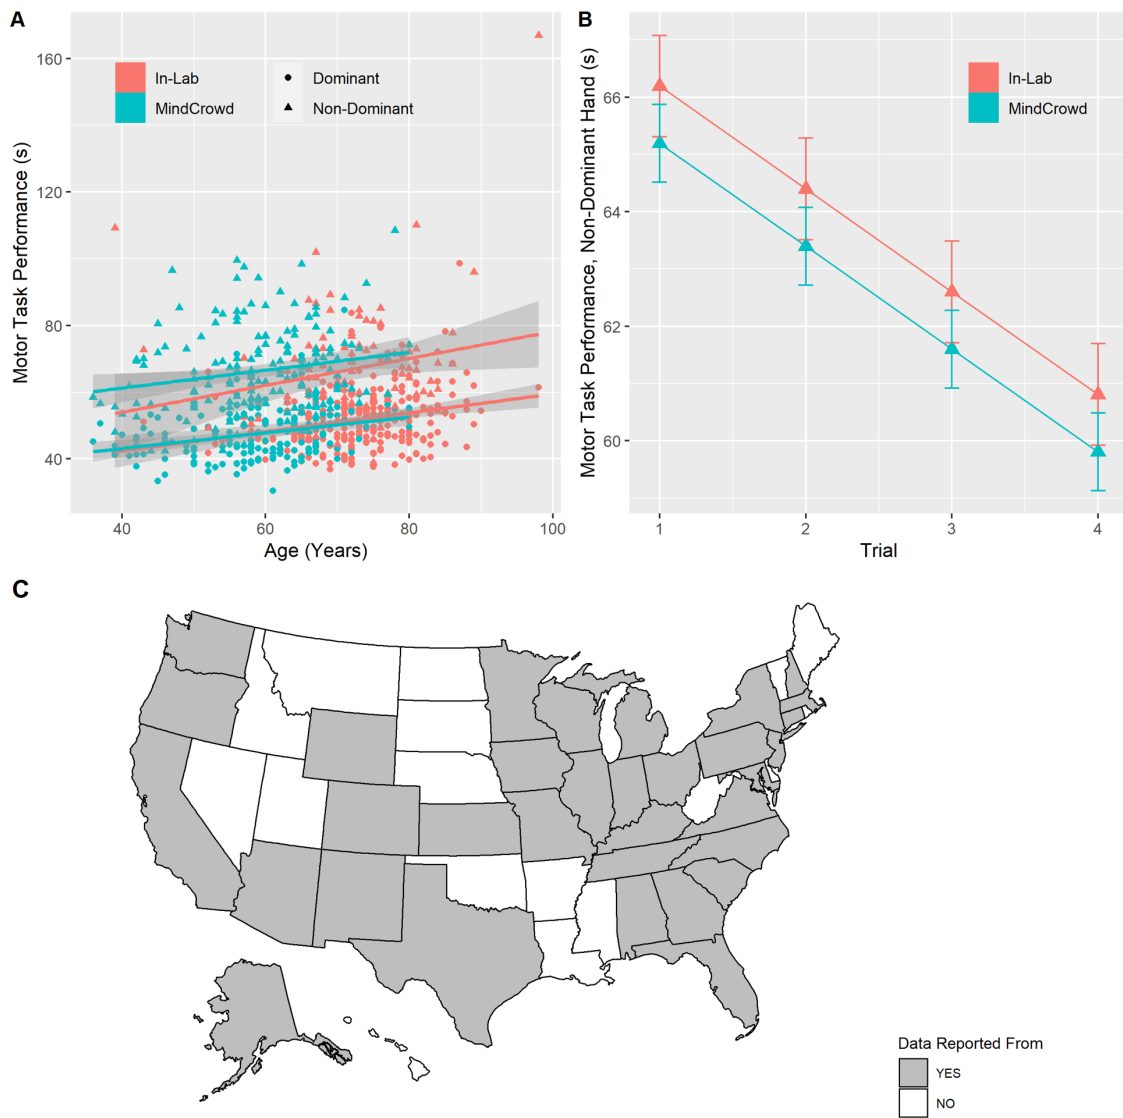 A
Motor Task Performance (s)
160
120
80
40
In-Lab
MindCrowd
Dominant
Non-Dominant
40
60
80
100
Age (Years)
B
Motor Task Performance, Non-Dominant Hand (s)
66
64
62
60
In-Lab
MindCrowd
1
2
3
4
Trial
C
Data Reported From
YES
NO